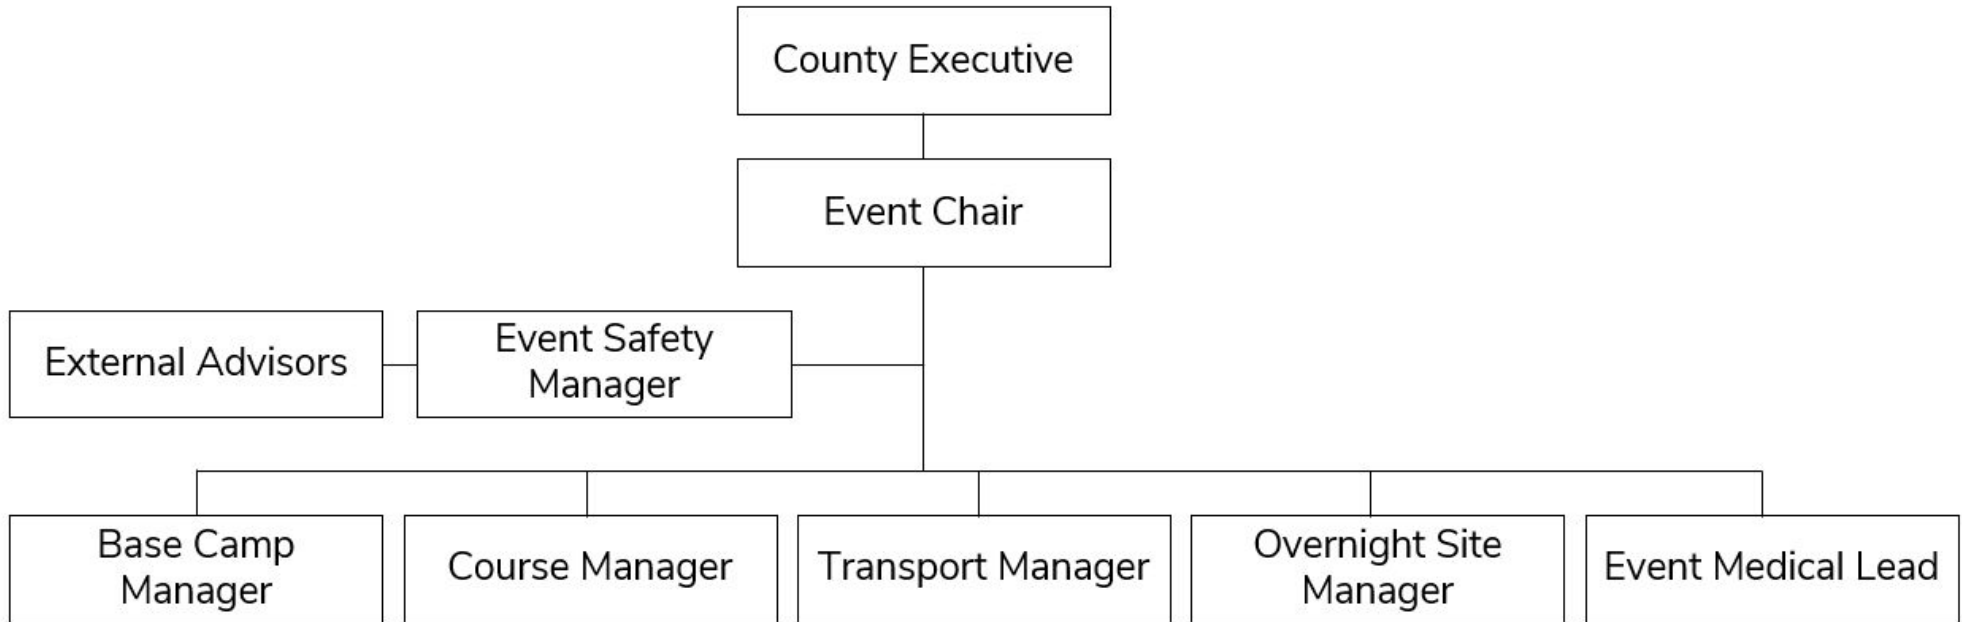 County Executive
Event Chair
External Advisors
Event Safety
Manager
Base Camp
Manager
Course Manager
Transport Manager
Overnight Site
Manager
Event Medical Lead